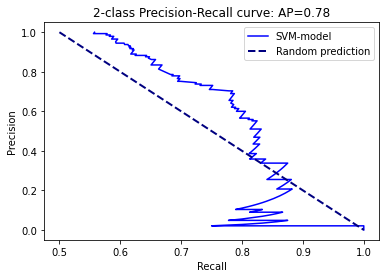 2-class Precision-Recall curve: AP=0.78
SVM-model
Random prediction
Precision
1.0
0.8
0.6
0.4
0.2
0.0
0.5 0.6 0.7 0.8 0.9 1.0
Recall